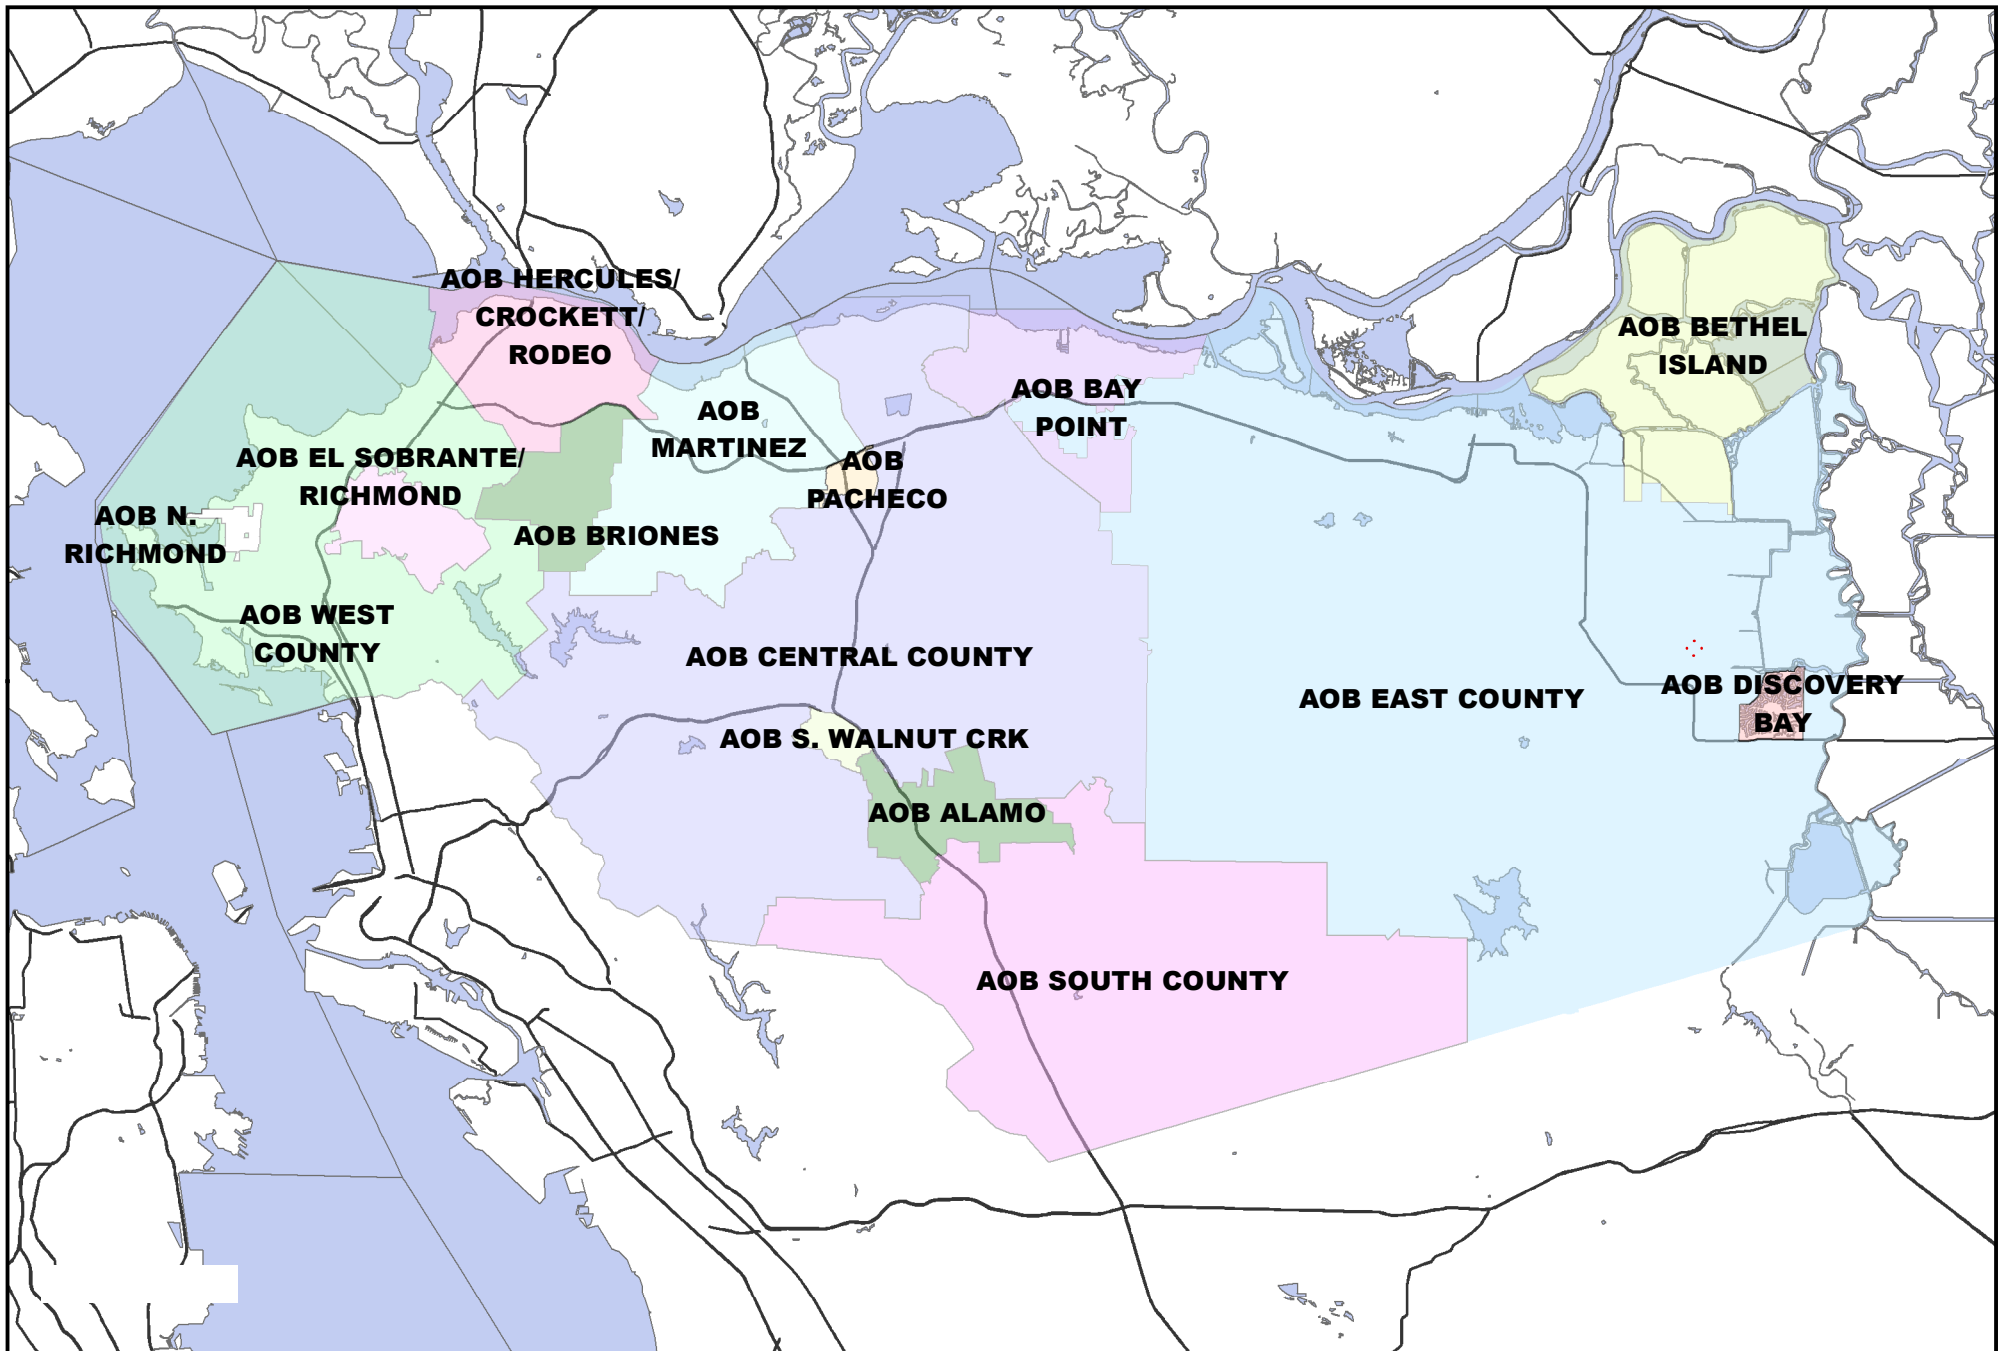 AOB HERCULES/
CROCKETT/
RODEO
AOB BETHEL
ISLAND
AOB BAY
POINT
AOB
MARTINEZ
AOB EL SOBRANTE/
RICHMOND
AOB
PACHECO
AOB N.
RICHMOND
AOB BRIONES
AOB WEST
COUNTY
AOB CENTRAL COUNTY
AOB EAST COUNTY
AOB DISCOVERY
BAY
AOB S. WALNUT CRK
AOB ALAMO
AOB SOUTH COUNTY